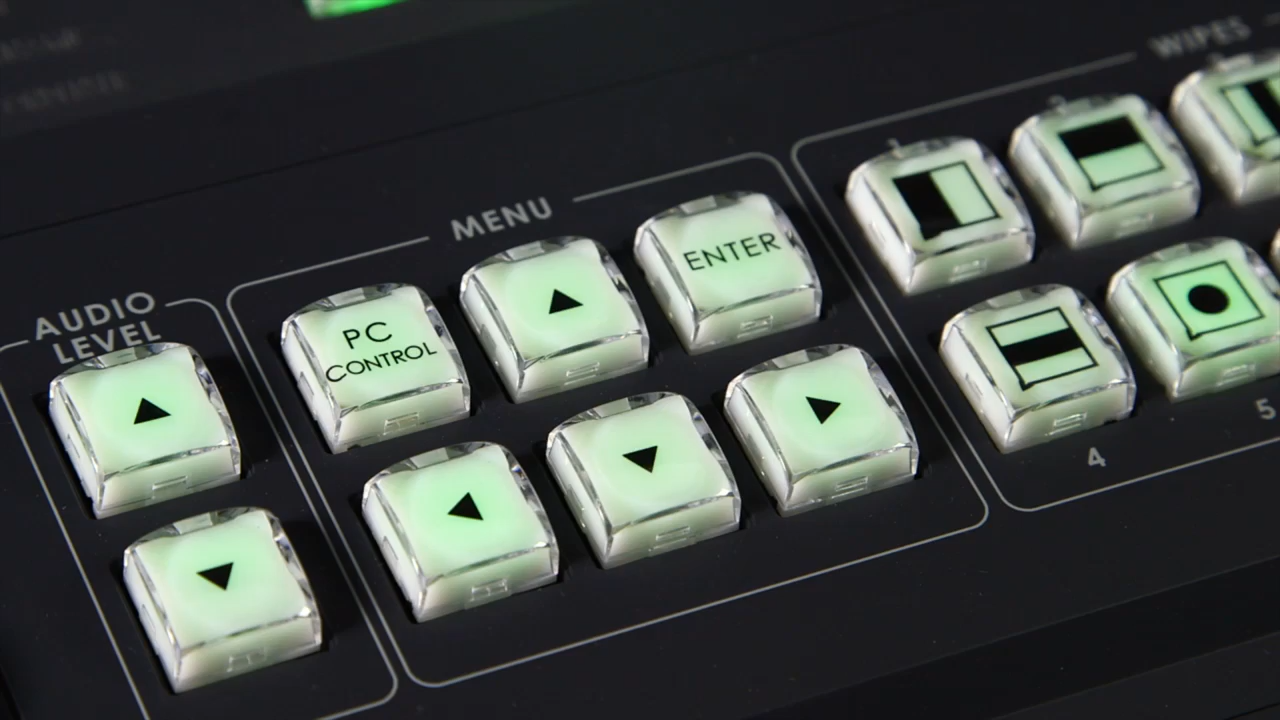 WIPES
MENU
AUDIO
LEVEL
ENTER
PC
CONTROL
5
4